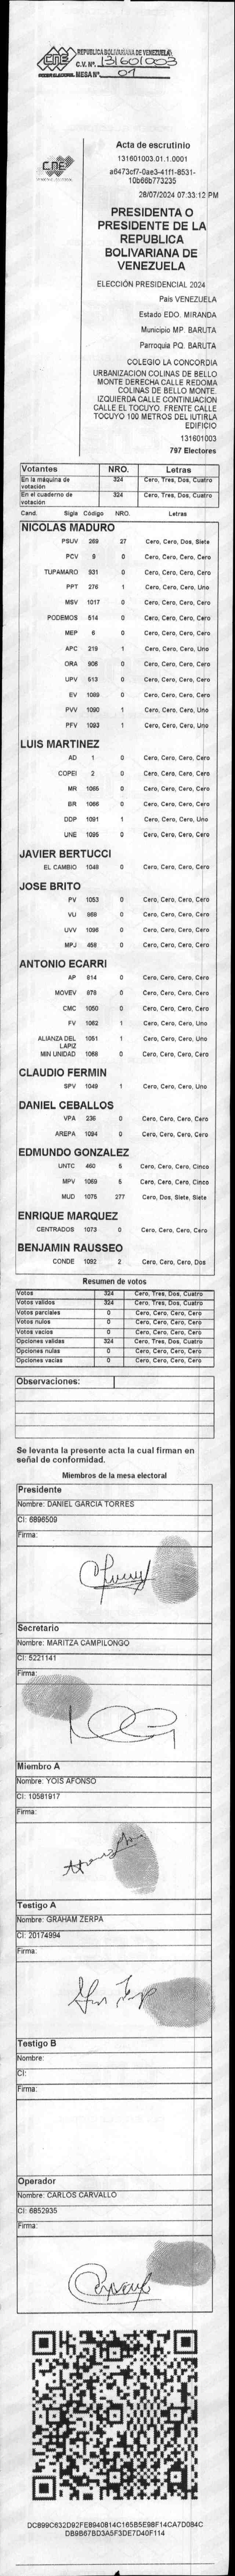 REPUBLICA BOLIVARIANA DE VENEZUELA
CNE
C.V. Nº. 131601003
PODER ELECTORAL MESA Nº. 01
CNE
Acta de escrutinio
131601003.01.1.0001
a6473cf7-0ae3-41f1-8531-
10b66b773235
28/07/2024 07:33:12 PM
PRESIDENTA O
PRESIDENTE DE LA
REPUBLICA
BOLIVARIANA DE
VENEZUELA
ELECCIÓN PRESIDENCIAL 2024
País VENEZUELA
Estado EDO. MIRANDA
Municipio MP. BARUTA
Parroquia PQ. BARUTA
COLEGIO LA CONCORDIA
URBANIZACION COLINAS DE BELLO
MONTE DERECHA CALLE REDOMA
COLINAS DE BELLO MONTE.
IZQUIERDA CALLE CONTINUACION
CALLE EL TOCUYO. FRENTE CALLE
TOCUYO 100 METROS DEL IUTIRLA
EDIFICIO
131601003
797 Electores
Votantes NRO. Letras
En la máquina de votación 324 Cero, Tres, Dos, Cuatro
En el cuaderno de votación 324 Cero, Tres, Dos, Cuatro
Cand. Sigla Código NRO. Letras
NICOLAS MADURO
PSUV 269 27 Cero, Cero, Dos, Siete
PCV 9 0 Cero, Cero, Cero, Cero
TUPAMARO 931 0 Cero, Cero, Cero, Cero
PPT 276 1 Cero, Cero, Cero, Uno
MSV 1017 0 Cero, Cero, Cero, Cero
PODEMOS 514 0 Cero, Cero, Cero, Cero
MEP 6 0 Cero, Cero, Cero, Cero
APC 219 1 Cero, Cero, Cero, Uno
ORA 906 0 Cero, Cero, Cero, Cero
UPV 513 0 Cero, Cero, Cero, Cero
EV 1089 0 Cero, Cero, Cero, Cero
PVV 1090 1 Cero, Cero, Cero, Uno
PFV 1093 1 Cero, Cero, Cero, Uno
LUIS MARTINEZ
AD 1 0 Cero, Cero, Cero, Cero
COPEI 2 0 Cero, Cero, Cero, Cero
MR 1065 0 Cero, Cero, Cero, Cero
BR 1066 0 Cero, Cero, Cero, Cero
DDP 1091 1 Cero, Cero, Cero, Uno
UNE 1095 0 Cero, Cero, Cero, Cero
JAVIER BERTUCCI
EL CAMBIO 1048 0 Cero, Cero, Cero, Cero
JOSE BRITO
PV 1053 0 Cero, Cero, Cero, Cero
VU 869 0 Cero, Cero, Cero, Cero
UVV 1096 0 Cero, Cero, Cero, Cero
MPJ 458 0 Cero, Cero, Cero, Cero
ANTONIO ECARRI
AP 814 0 Cero, Cero, Cero, Cero
MOVEV 878 0 Cero, Cero, Cero, Cero
CMC 1050 0 Cero, Cero, Cero, Cero
FV 1062 1 Cero, Cero, Cero, Uno
ALIANZA DEL LAPIZ 1051 1 Cero, Cero, Cero, Uno
MIN UNIDAD 1068 0 Cero, Cero, Cero, Cero
CLAUDIO FERMIN
SPV 1049 1 Cero, Cero, Cero, Uno
DANIEL CEBALLOS
VPA 236 0 Cero, Cero, Cero, Cero
AREPA 1094 0 Cero, Cero, Cero, Cero
EDMUNDO GONZALEZ
UNTC 460 5 Cero, Cero, Cero, Cinco
MPV 1069 5 Cero, Cero, Cero, Cinco
MUD 1075 277 Cero, Dos, Siete, Siete
ENRIQUE MARQUEZ
CENTRADOS 1073 0 Cero, Cero, Cero, Cero
BENJAMIN RAUSSEO
CONDE 1092 2 Cero, Cero, Cero, Dos
Resumen de votos
Votos 324 Cero, Tres, Dos, Cuatro
Votos validos 324 Cero, Tres, Dos, Cuatro
Votos parciales 0 Cero, Cero, Cero, Cero
Votos nulos 0 Cero, Cero, Cero, Cero
Votos vacios 0 Cero, Cero, Cero, Cero
Opciones validas 324 Cero, Tres, Dos, Cuatro
Opciones nulas 0 Cero, Cero, Cero, Cero
Opciones vacias 0 Cero, Cero, Cero, Cero
Observaciones:
Se levanta la presente acta la cual firman en
señal de conformidad.
Miembros de la mesa electoral
Presidente
Nombre: DANIEL GARCIA TORRES
CI: 6896509
Firma:
Secretario
Nombre: MARITZA CAMPILONGO
CI: 5221141
Firma:
Miembro A
Nombre: YOIS AFONSO
CI: 10581917
Firma:
Testigo A
Nombre: GRAHAM ZERPA
CI: 20174994
Firma:
Testigo B
Nombre:
CI:
Firma:
Operador
Nombre: CARLOS CARVALLO
CI: 6852935
Firma:
DCB99C632D92FE8940814C165B5E98F14CA7D084C
DB9B67BD3A5F3DE7D40F114